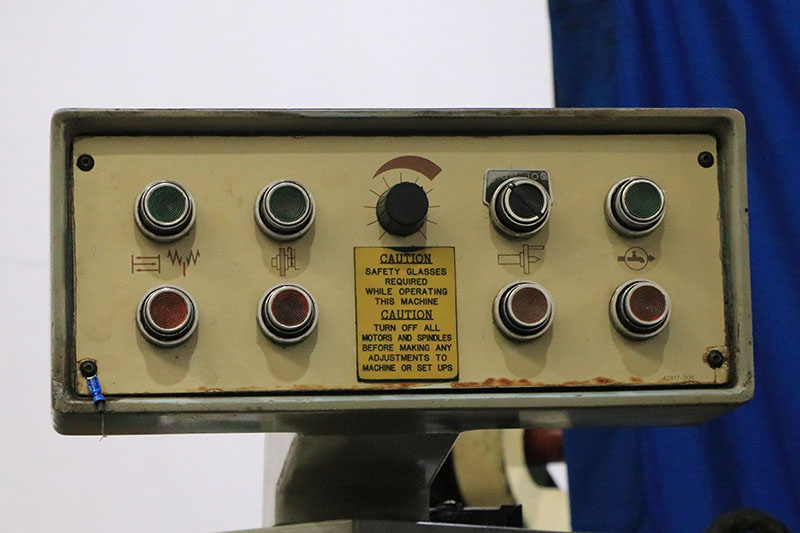 CAUTION
SAFETY GLASSES
REQUIRED
WHILE OPERATING
THIS MACHINE
CAUTION
TURN OFF ALL
MOTORS AND SPINDLES
BEFORE MAKING ANY
ADJUSTMENTS TO
MACHINE OR SET UPS